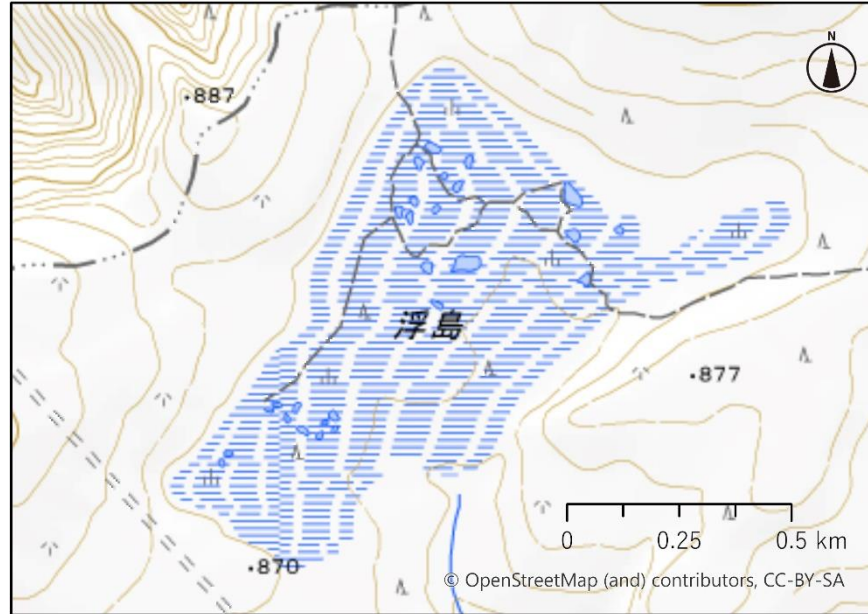 N
887
浮島
877
0 0.25 0.5 km
870
© OpenStreetMap (and) contributors, CC-BY-SA